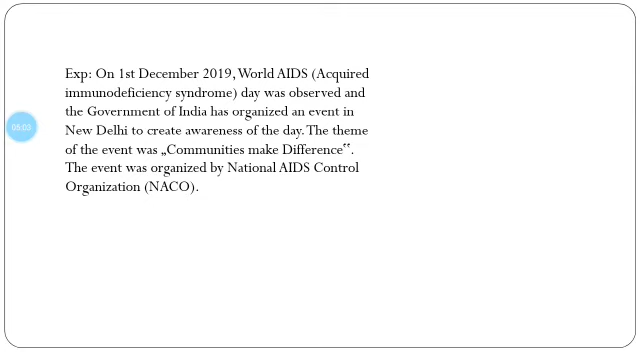 Exp: On 1st December 2019, World AIDS (Acquired
immunodeficiency syndrome) day was observed and
the Government of India has organized an event in
New Delhi to create awareness of the day. The theme
of the event was „Communities make Difference‟.
The event was organized by National AIDS Control
Organization (NACO).
05:03